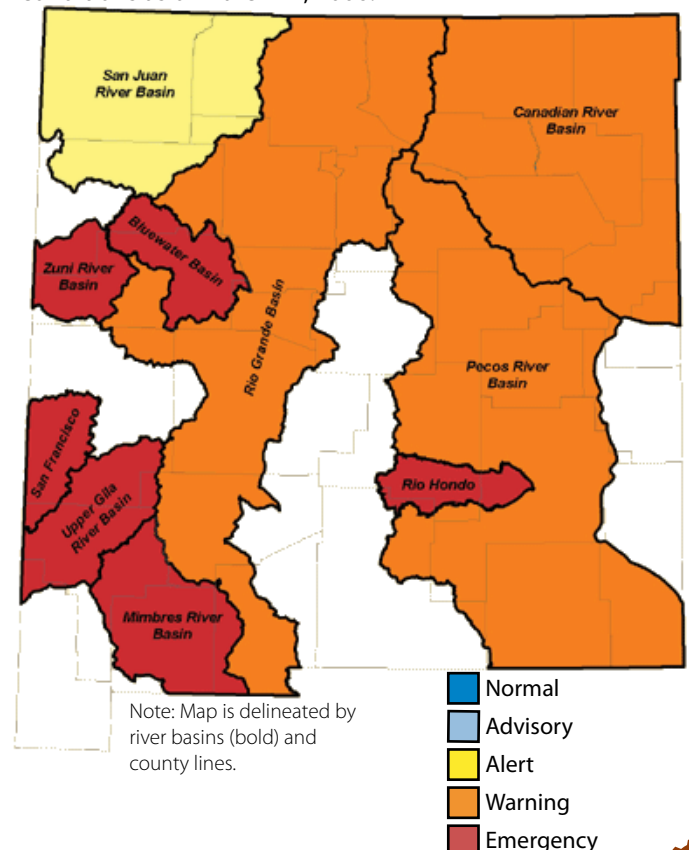 San Juan
River Basin
Canadian River
Basin
Bluewater Basin
Zuni River
Basin
Rio Grande Basin
Pecos River
Basin
San Francisco
Rio Hondo
Upper Gila
River Basin
Mimbres River
Basin
Note: Map is delineated by
river basins (bold) and
county lines.
Normal
Advisory
Alert
Warning
Emergency